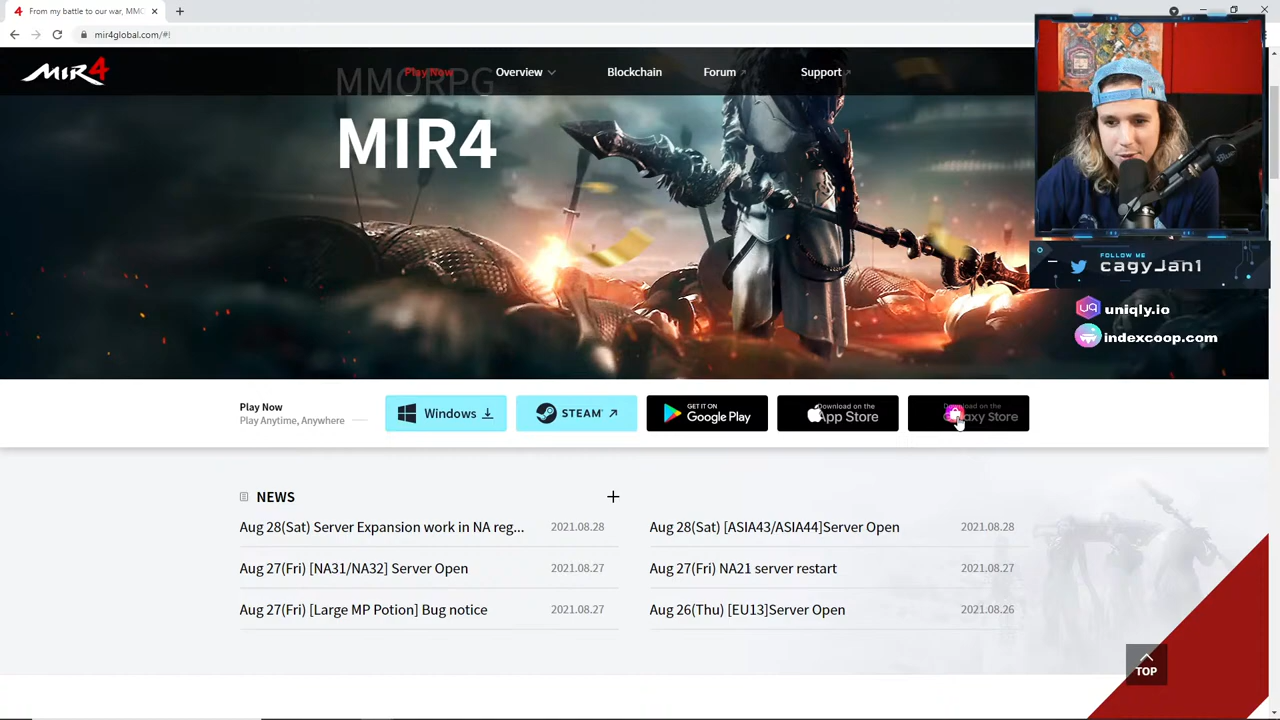 From my battle to our war, MMO
mir4global.com/#!
MIR4
Play Now
Overview
Blockchain
Forum
Support
MMORPG
MIR4
FOLLOW ME
cagyJan1
uniqly.io
indexcoop.com
Play Now
Play Anytime, Anywhere
Windows
STEAM
GET IT ON
Google Play
Download on the
App Store
Download on the
Galaxy Store
NEWS
Aug 28(Sat) Server Expansion work in NA reg... 2021.08.28
Aug 27(Fri) [NA31/NA32] Server Open 2021.08.27
Aug 27(Fri) [Large MP Potion] Bug notice 2021.08.27
Aug 28(Sat) [ASIA43/ASIA44]Server Open 2021.08.28
Aug 27(Fri) NA21 server restart 2021.08.27
Aug 26(Thu) [EU13]Server Open 2021.08.26
TOP